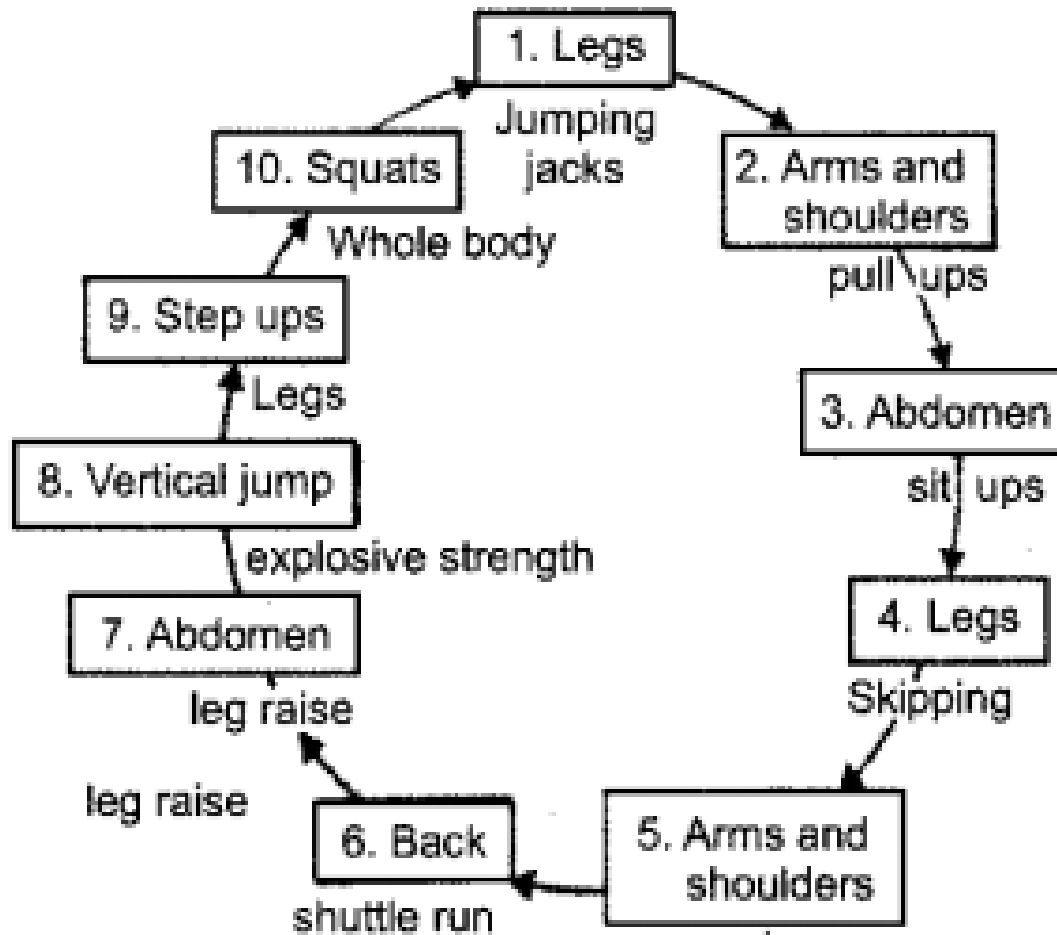 1. Legs
Jumping
jacks
2. Arms and
shoulders
pull ups
3. Abdomen
sit ups
4. Legs
Skipping
5. Arms and
shoulders
6. Back
shuttle run
leg raise
7. Abdomen
leg raise
8. Vertical jump
explosive strength
9. Step ups
Legs
10. Squats
Whole body